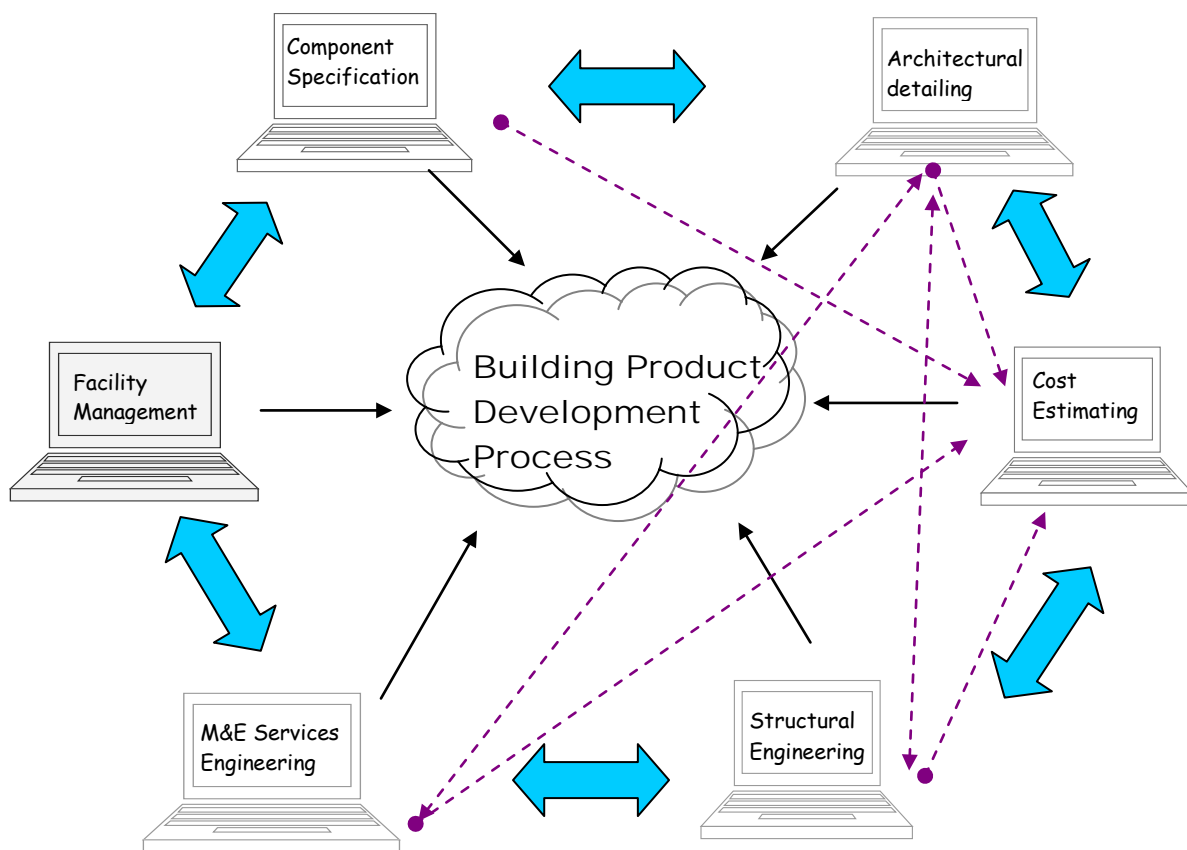 Component
Specification
Architectural
detailing
Facility
Management
Building Product
Development
Process
Cost
Estimating
M&E Services
Engineering
Structural
Engineering